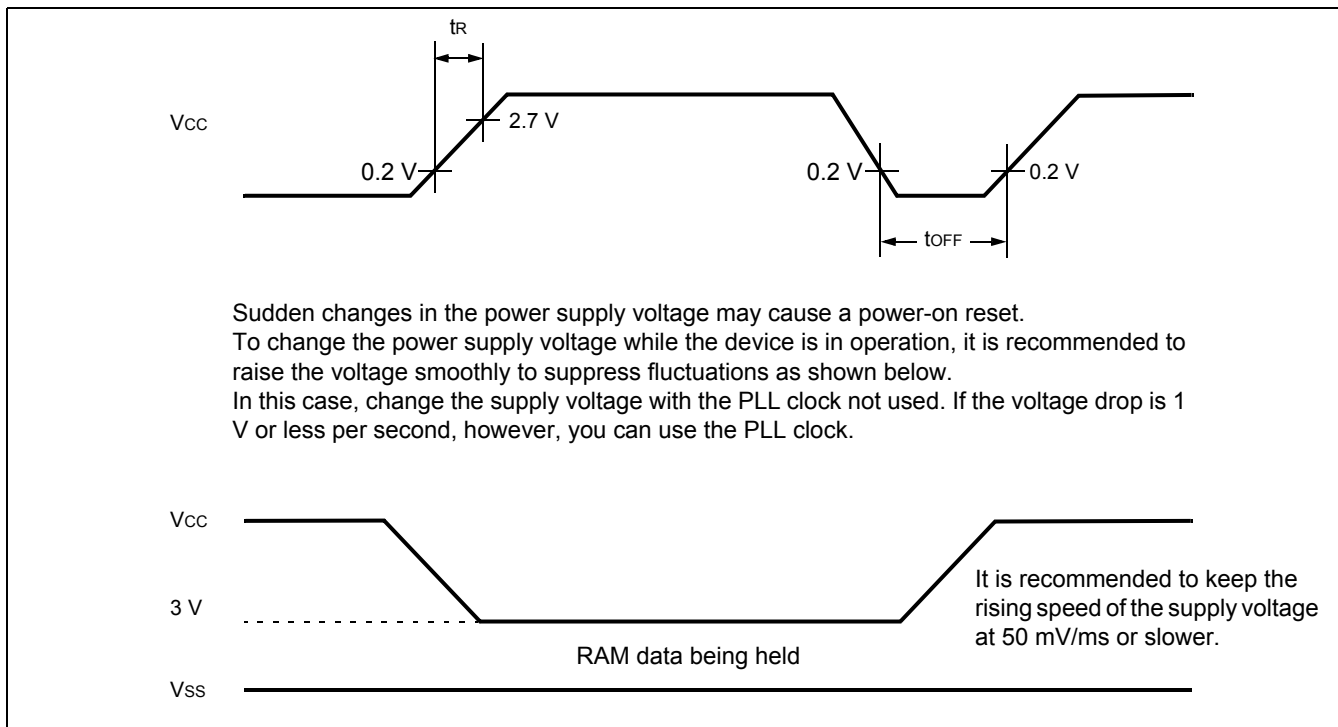 tR
Vcc
2.7 V
0.2 V
0.2 V
0.2 V
tOFF
Sudden changes in the power supply voltage may cause a power-on reset.
To change the power supply voltage while the device is in operation, it is recommended to
raise the voltage smoothly to suppress fluctuations as shown below.
In this case, change the supply voltage with the PLL clock not used. If the voltage drop is 1
V or less per second, however, you can use the PLL clock.
Vcc
3 V
It is recommended to keep the
rising speed of the supply voltage
at 50 mV/ms or slower.
RAM data being held
Vss